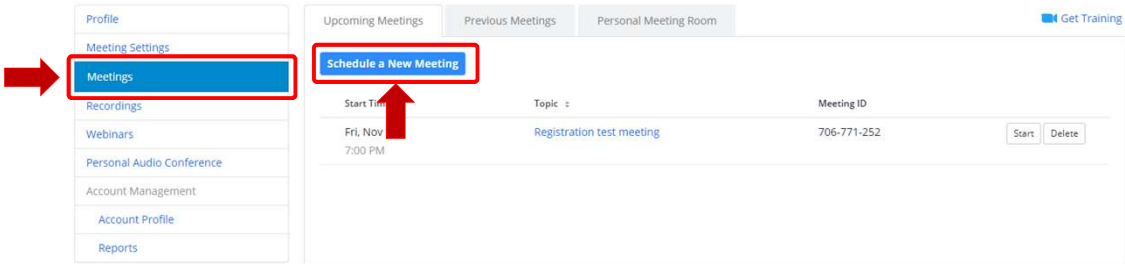 Profile
Meeting Settings
Meetings
Recordings
Webinars
Personal Audio Conference
Account Management
Account Profile
Reports
Upcoming Meetings Previous Meetings Personal Meeting Room Get Training
Schedule a New Meeting
Start Tim Topic Meeting ID
Fri, Nov Registration test meeting 706-771-252 Start Delete
7:00 PM